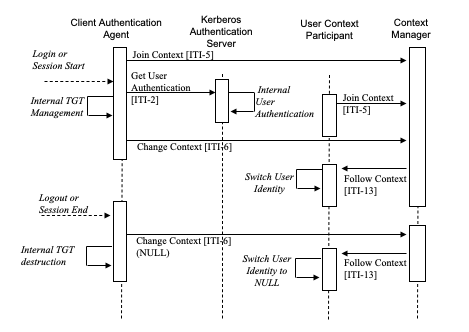 Client Authentication
Agent
Kerberos
Authentication
Server
User Context
Participant
Context
Manager
Login or
Session Start
Join Context [ITI-5]
Get User
Authentication
[ITI-2]
Internal
User
Authentication
Internal TGT
Management
Join Context
[ITI-5]
Change Context [ITI-6]
Switch User
Identity
Follow Context
[ITI-13]
Logout or
Session End
Change Context [ITI-6]
(NULL)
Internal TGT
destruction
Switch User
Identity to
NULL
Follow Context
[ITI-13]